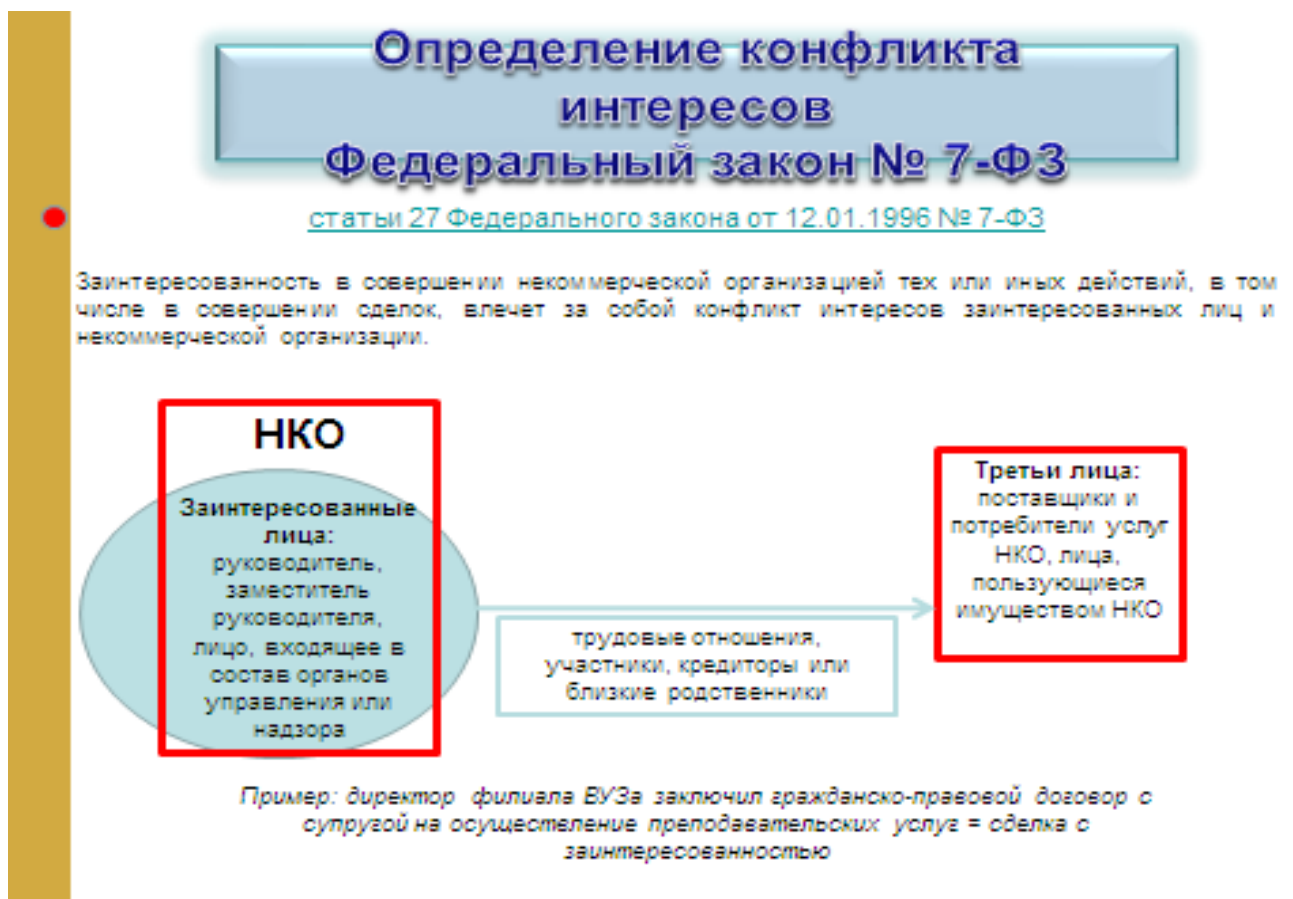 Определение конфликта
интересов
Федеральный закон № 7-ФЗ
статьи 27 Федерального закона от 12.01.1996 № 7-ФЗ
Заинтересованность в совершении некоммерческой организацией тех или иных действий, в том
числе в совершении сделок, влечет за собой конфликт интересов заинтересованных лиц и
некоммерческой организации.
НКО
Заинтересованные
лица:
руководитель,
заместитель
руководителя,
лицо, входящее в
состав органов
управления или
надзора
трудовые отношения,
участники, кредиторы или
близкие родственники
Третьи лица:
поставщики и
потребители услуг
НКО, лица,
пользующиеся
имуществом НКО
Пример: директор филиала ВУЗа заключил гражданско-правовой договор с
супругой на осуществление преподавательских услуг = сделка с
заинтересованностью